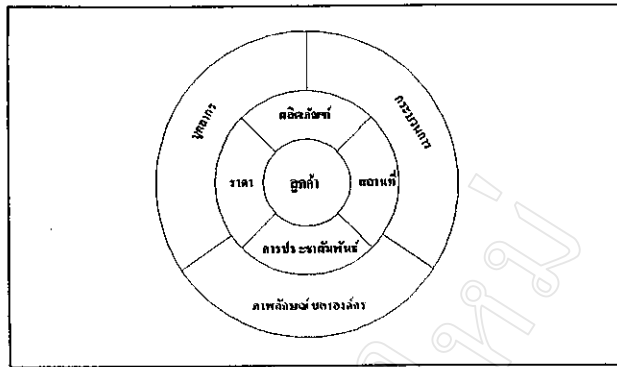 บุคลากร
กระบวนการ
ผลิตภัณฑ์
ราคา
ลูกค้า
สถานที่
การประชาสัมพันธ์
ภาพลักษณ์ขององค์กร